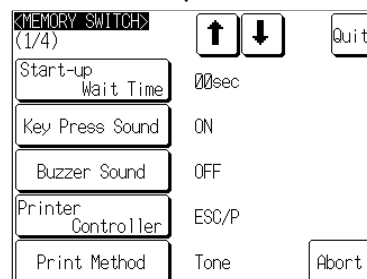 <MEMORY SWITCH>
(1/4)
Quit
Start-up
Wait Time
00sec
Key Press Sound
ON
Buzzer Sound
OFF
Printer
Controller
ESC/P
Print Method
Tone
Abort